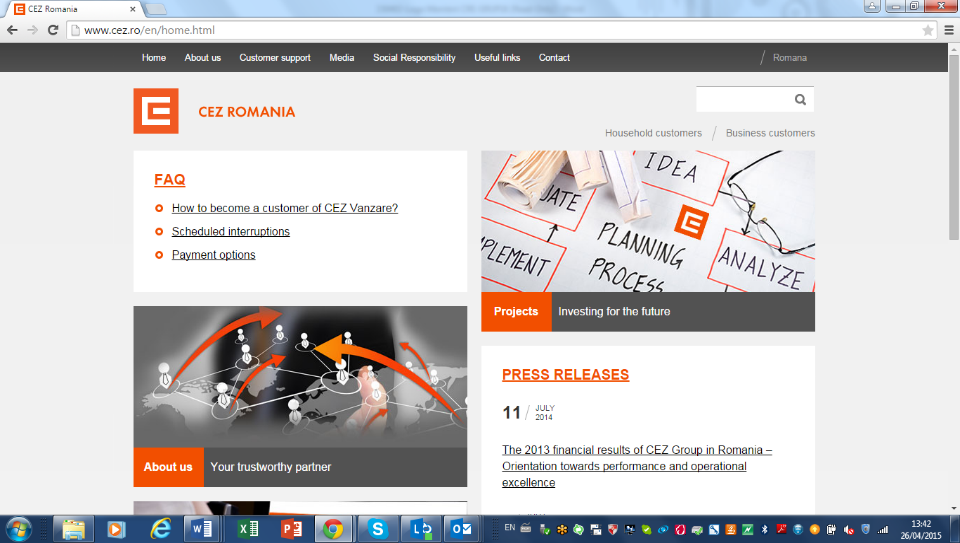 CEZ Romania
www.cez.ro/en/home.html
Home About us Customer support Media Social Responsibility Useful links Contact Romana
CEZ ROMANIA
Household customers Business customers
FAQ
How to become a customer of CEZ Vanzare?
Scheduled interruptions
Payment options
IDEA
UATE
PLEMENT
PLANNING
PROCESS
ANALYZE
Projects Investing for the future
About us Your trustworthy partner
PRESS RELEASES
11 / JULY
2014
The 2013 financial results of CEZ Group in Romania –
Orientation towards performance and operational
excellence
EN
13:42
26/04/2015